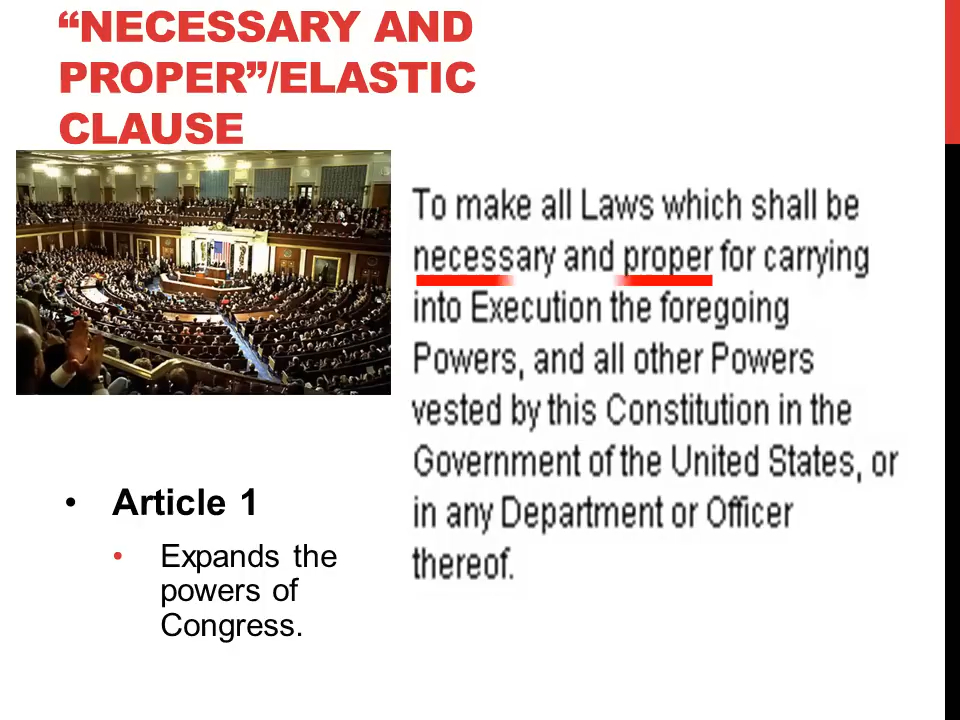 “NECESSARY AND
PROPER”/ELASTIC
CLAUSE
To make all Laws which shall be
necessary and proper for carrying
into Execution the foregoing
Powers, and all other Powers
vested by this Constitution in the
Government of the United States, or
in any Department or Officer
thereof.
• Article 1
• Expands the
powers of
Congress.